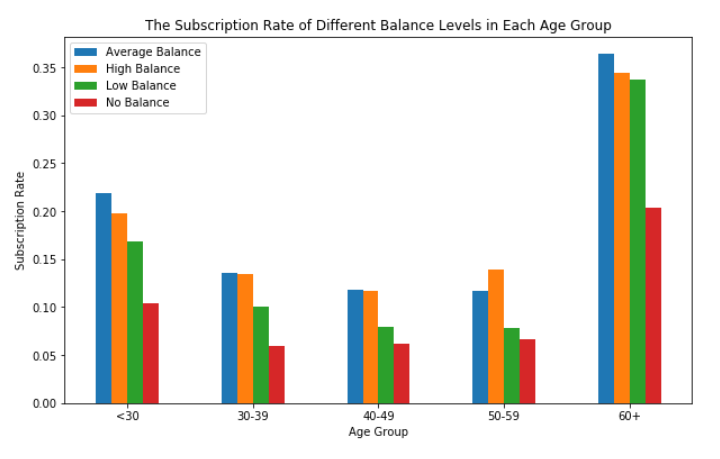 The Subscription Rate of Different Balance Levels in Each Age Group
Average Balance
High Balance
Low Balance
No Balance
Subscription Rate
0.35
0.30
0.25
0.20
0.15
0.10
0.05
0.00
<30
30-39
40-49
50-59
60+
Age Group